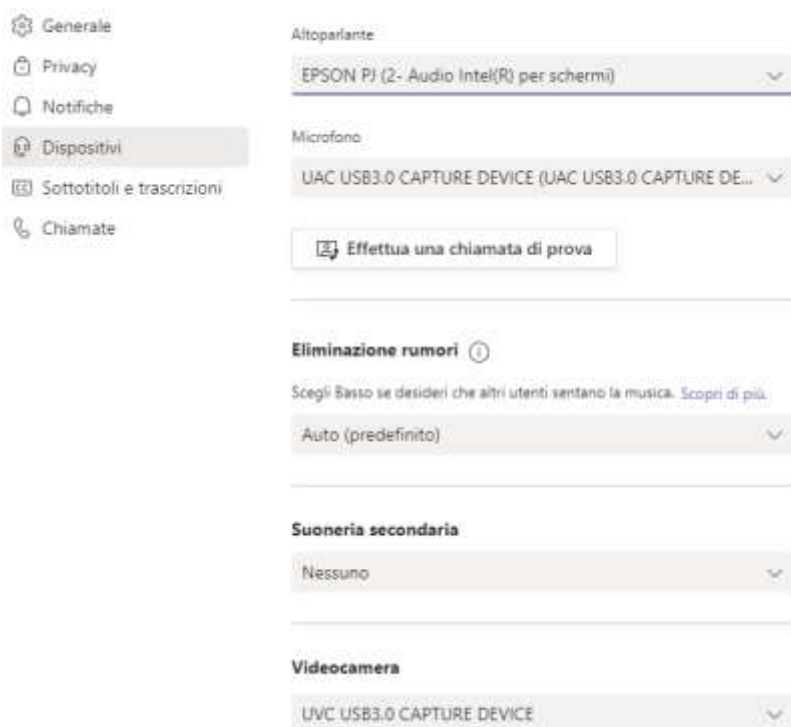 Generale
Privacy
Notifiche
Dispositivi
Sottotitoli e trascrizioni
Chiamate
Altoparlante
EPSON PJ (2- Audio Intel(R) per schermi)
Microfono
UAC USB3.0 CAPTURE DEVICE (UAC USB3.0 CAPTURE DE...
Effettua una chiamata di prova
Eliminazione rumori
Scegli Basso se desideri che altri utenti sentano la musica. Scopri di più.
Auto (predefinito)
Suoneria secondaria
Nessuno
Videocamera
UVC USB3.0 CAPTURE DEVICE